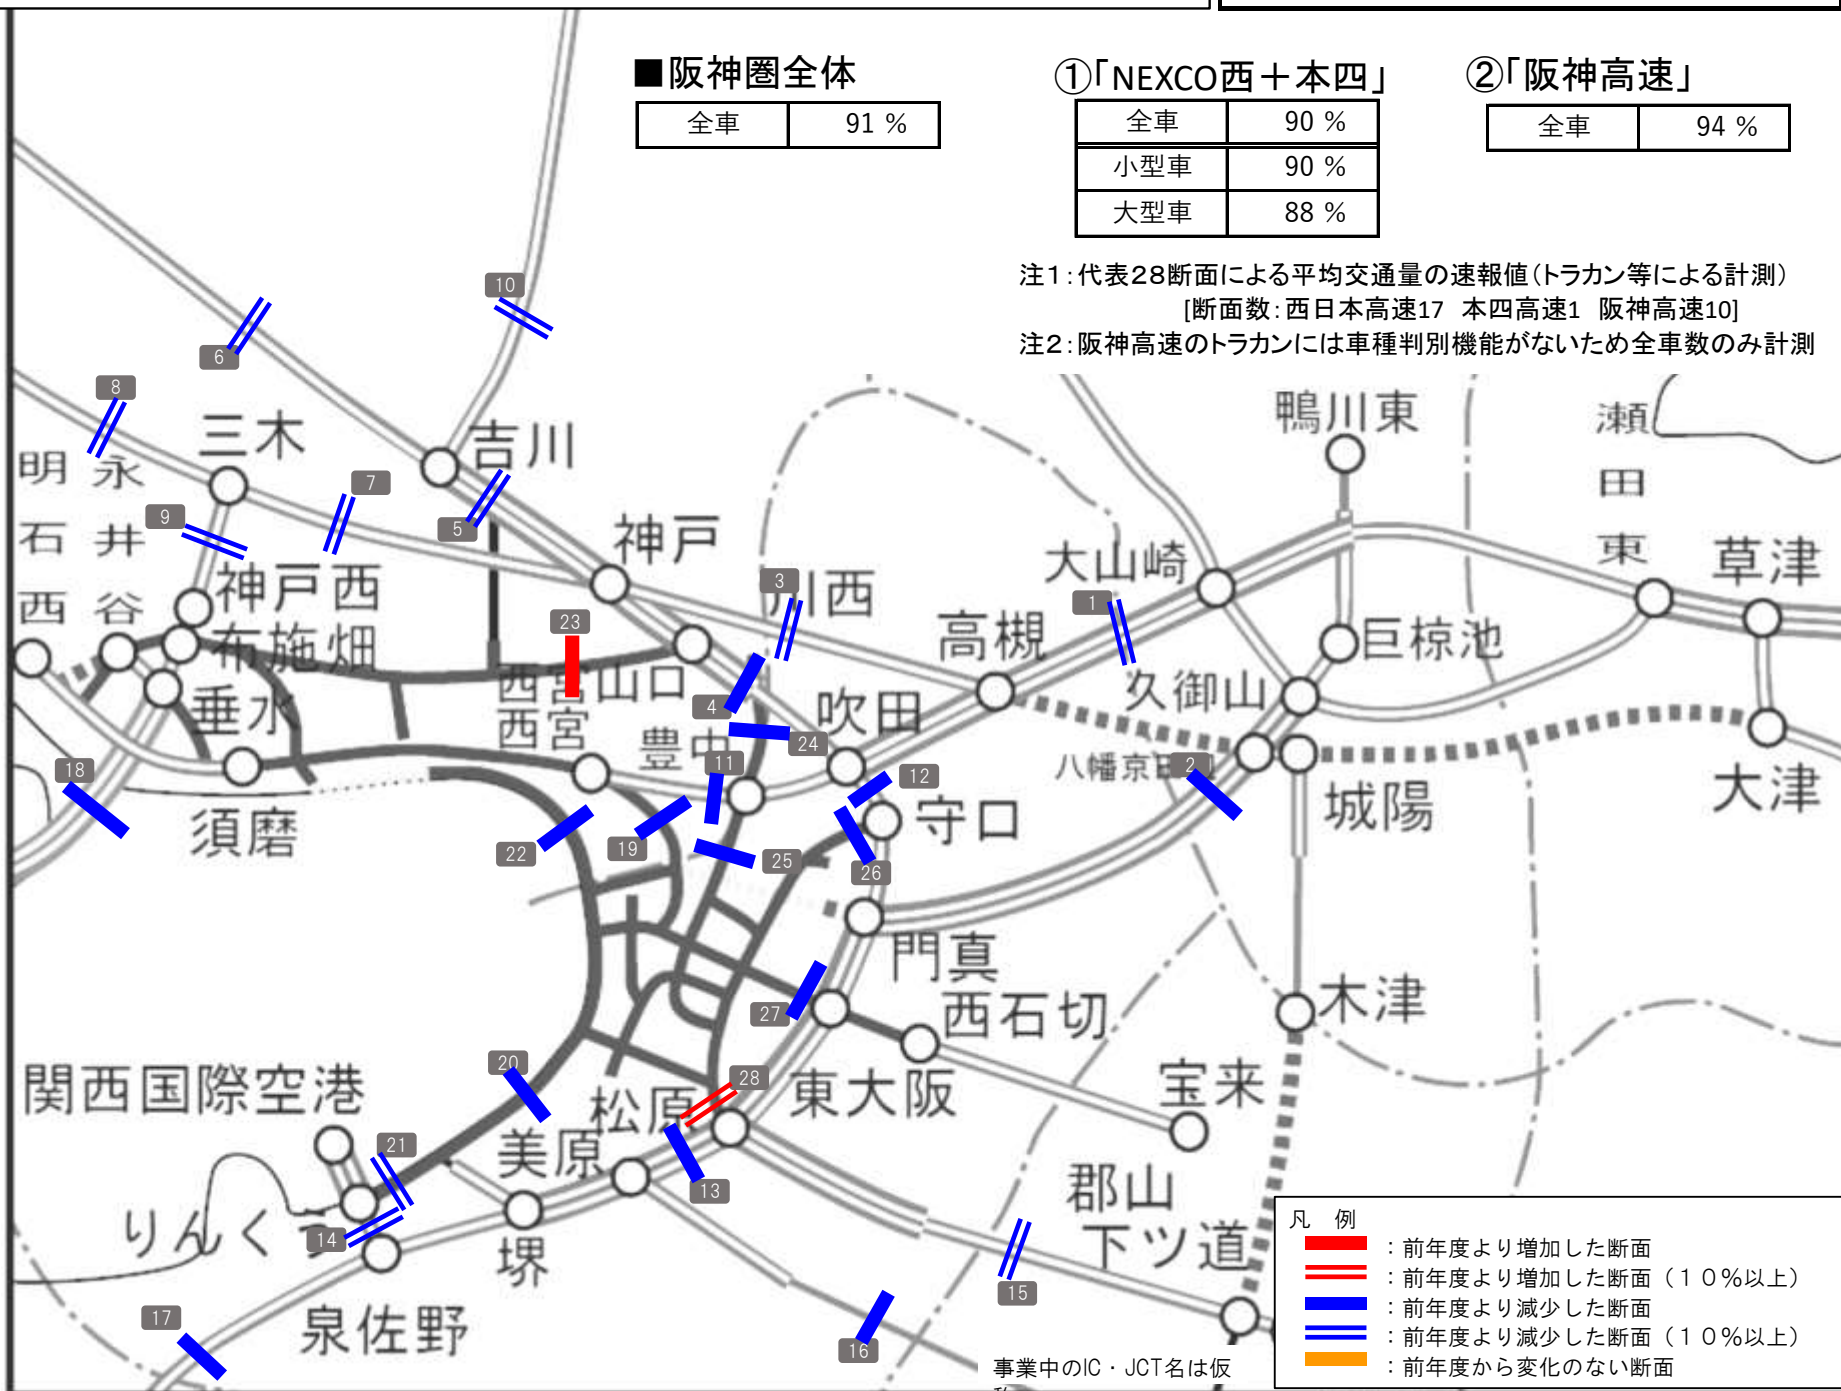 ■阪神圏全体
全車 91 %
①「NEXCO西＋本四」
全車 90 %
小型車 90 %
大型車 88 %
②「阪神高速」
全車 94 %
注1：代表28断面による平均交通量の速報値（トラカン等による計測）
[断面数：西日本高速17 本四高速1 阪神高速10]
注2：阪神高速のトラカンには車種判別機能がないため全車数のみ計測
10
6
8
三木
吉川
鴨川東
瀬田東
明石西
永井谷
7
9
5
神戸
大山崎
草津
神戸西
3
川西
1
高槻
布施畑
23
西宮山口
巨椋池
久御山
垂水
4
吹田
西宮
豊中
24
八幡京田辺
2
18
11
12
大津
城陽
須磨
守口
22
19
25
26
門真
27
西石切
木津
20
関西国際空港
28
松原
東大阪
宝来
21
美原
13
郡山
下ツ道
りんくう
14
堺
15
17
泉佐野
16
事業中のIC・JCT名は仮
凡 例
：前年度より増加した断面
：前年度より増加した断面（１０％以上）
：前年度より減少した断面
：前年度より減少した断面（１０％以上）
：前年度から変化のない断面